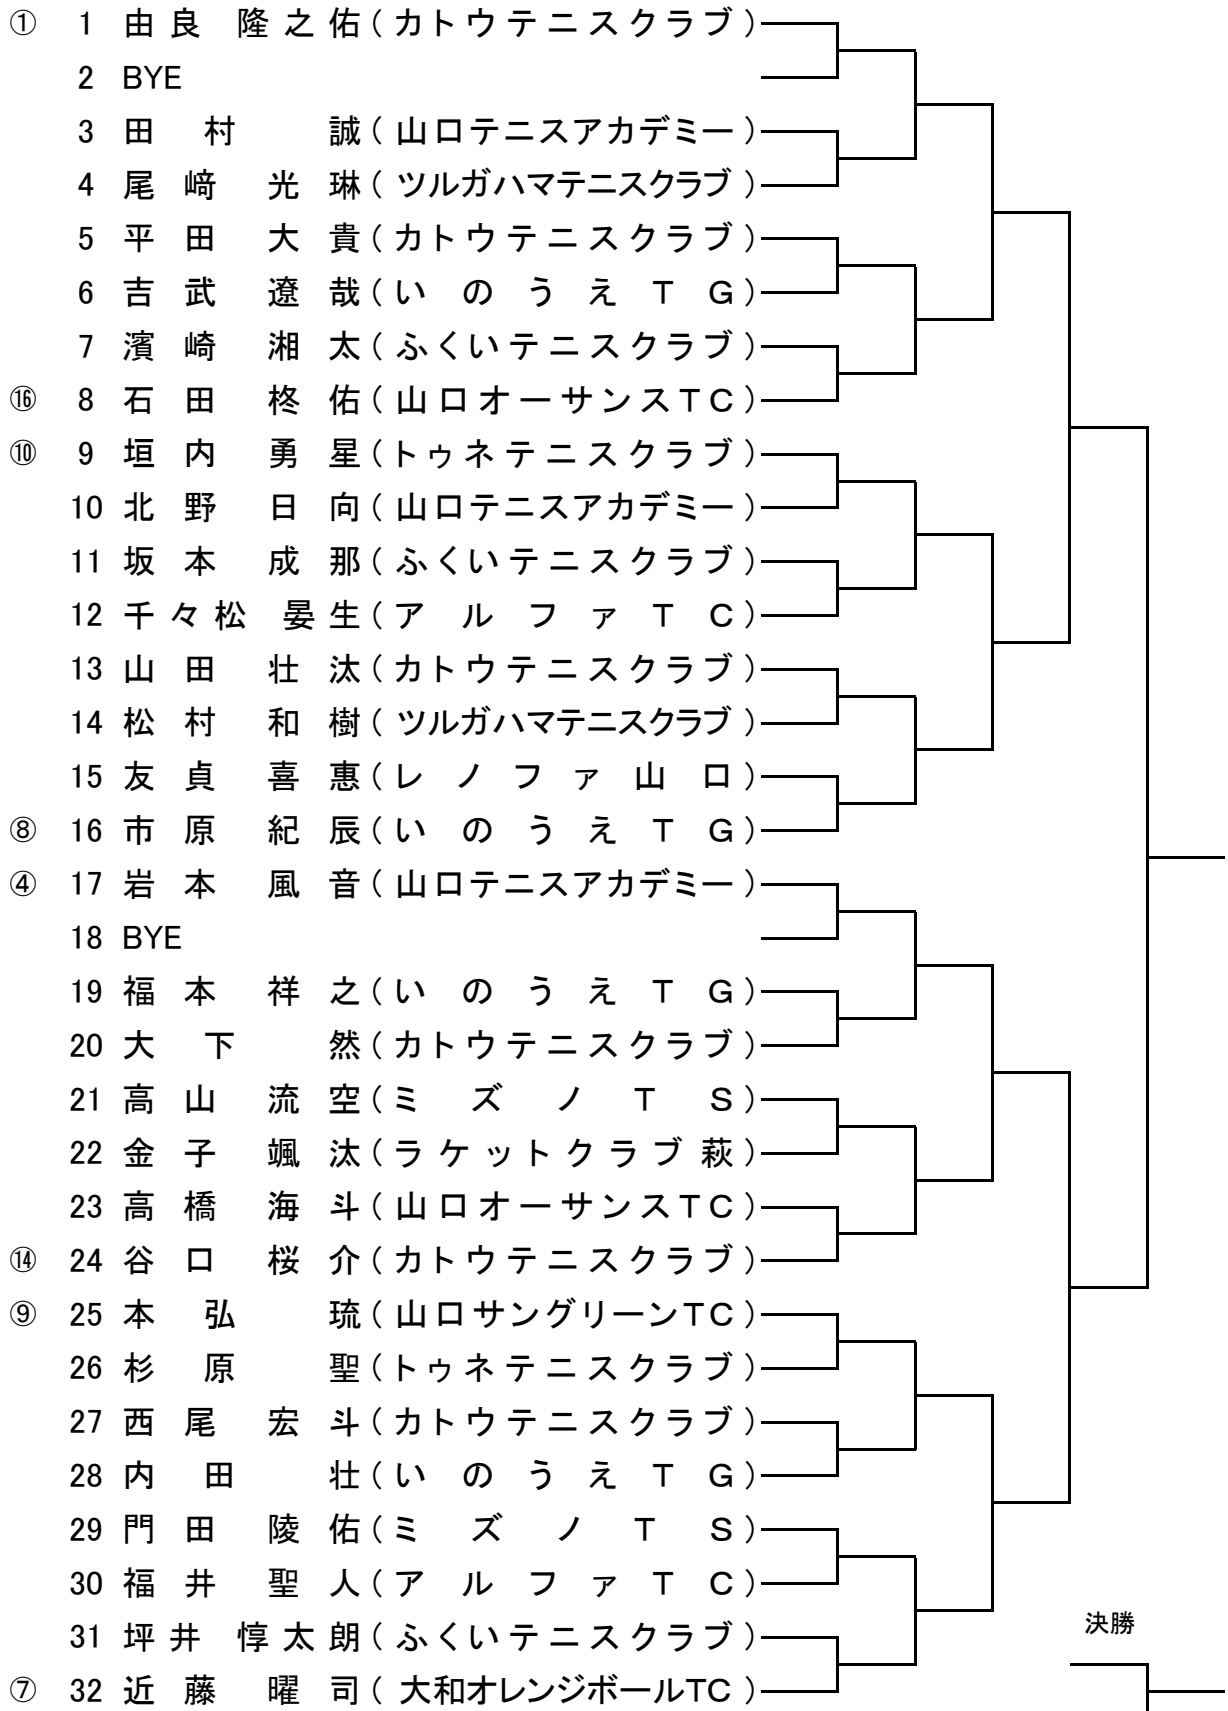 ① 1 由良 隆之佑(カトウテニスクラブ)
2 BYE
3 田村 誠(山口テニスアカデミー)
4 尾﨑 光琳(ツルガハマテニスクラブ)
5 平田 大貴(カトウテニスクラブ)
6 吉武 遼哉(いのうえTG)
7 濱崎 湘太(ふくいテニスクラブ)
⑯ 8 石田 柊佑(山口オーサンスTC)
⑩ 9 垣内 勇星(トゥネテニスクラブ)
10 北野 日向(山口テニスアカデミー)
11 坂本 成那(ふくいテニスクラブ)
12 千々松 晏生(アルファTC)
13 山田 壮汰(カトウテニスクラブ)
14 松村 和樹(ツルガハマテニスクラブ)
15 友貞 喜惠(レノファ山口)
⑧ 16 市原 紀辰(いのうえTG)
④ 17 岩本 風音(山口テニスアカデミー)
18 BYE
19 福本 祥之(いのうえTG)
20 大下 然(カトウテニスクラブ)
21 高山 流空(ミズノTS)
22 金子 颯汰(ラケットクラブ萩)
23 高橋 海斗(山口オーサンスTC)
⑭ 24 谷口 桜介(カトウテニスクラブ)
⑨ 25 本弘 琉(山口サングリーンTC)
26 杉原 聖(トゥネテニスクラブ)
27 西尾 宏斗(カトウテニスクラブ)
28 内田 壮(いのうえTG)
29 門田 陵佑(ミズノTS)
30 福井 聖人(アルファTC)
31 坪井 惇太朗(ふくいテニスクラブ)
決勝
⑦ 32 近藤 曜司(大和オレンジボールTC)